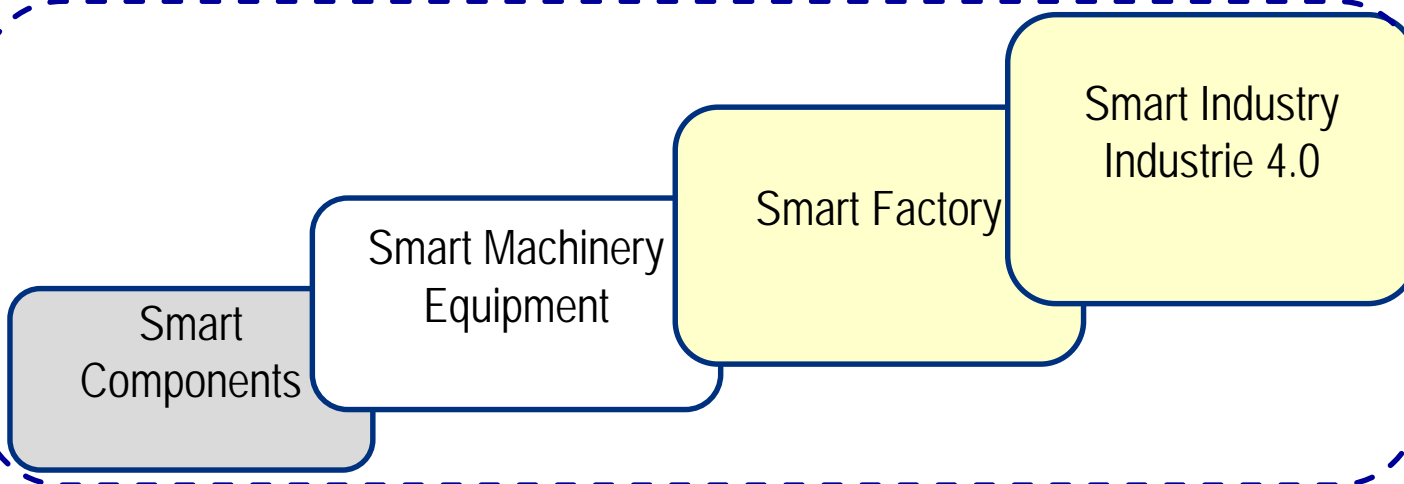 Smart
Components
Smart Machinery
Equipment
Smart Factory
Smart Industry
Industrie 4.0